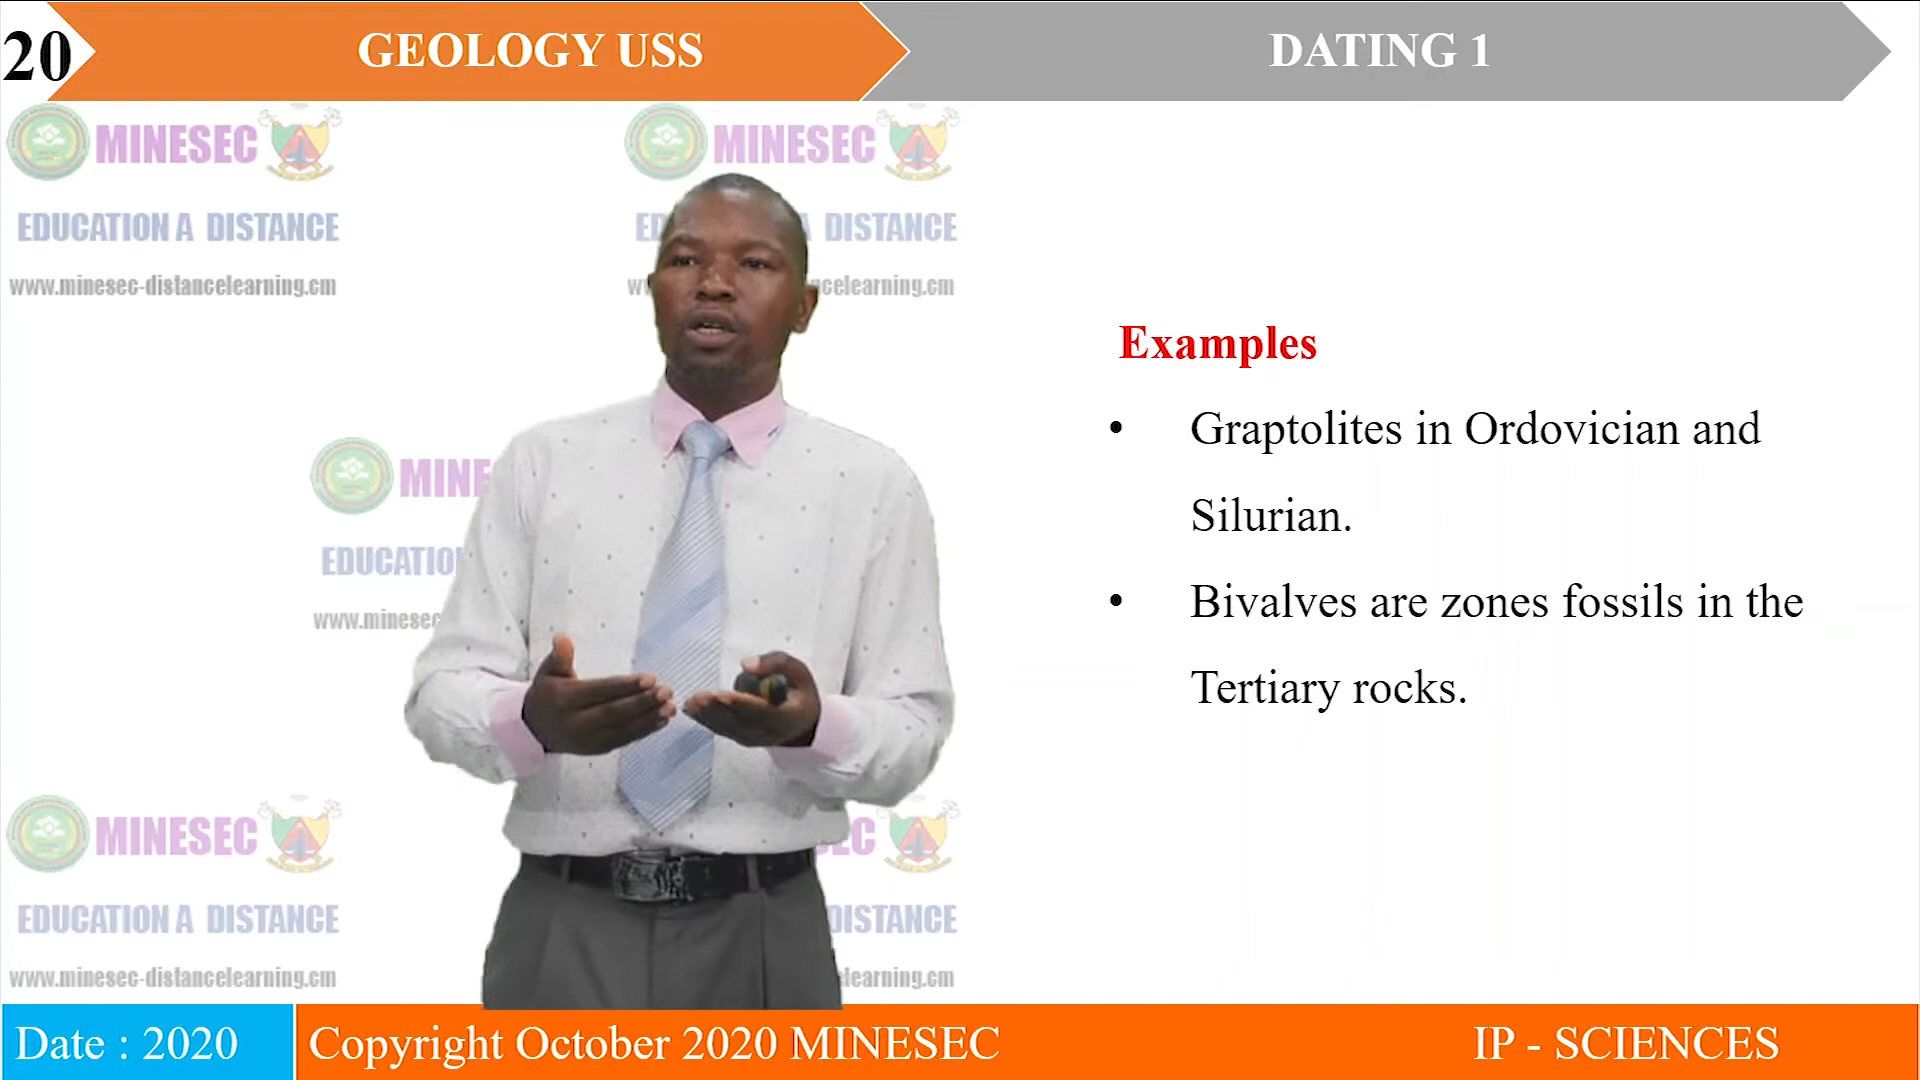 20
GEOLOGY USS
DATING 1
MINESEC
EDUCATION A DISTANCE
www.minesec-distancelearning.cm
MINESEC
DISTANCE
Examples
• Graptolites in Ordovician and
Silurian.
• Bivalves are zones fossils in the
Tertiary rocks.
MINESEC
EDUCATION A DISTANCE
www.minesec-distancelearning.cm
DISTANCE
Date : 2020
Copyright October 2020 MINESEC
IP - SCIENCES